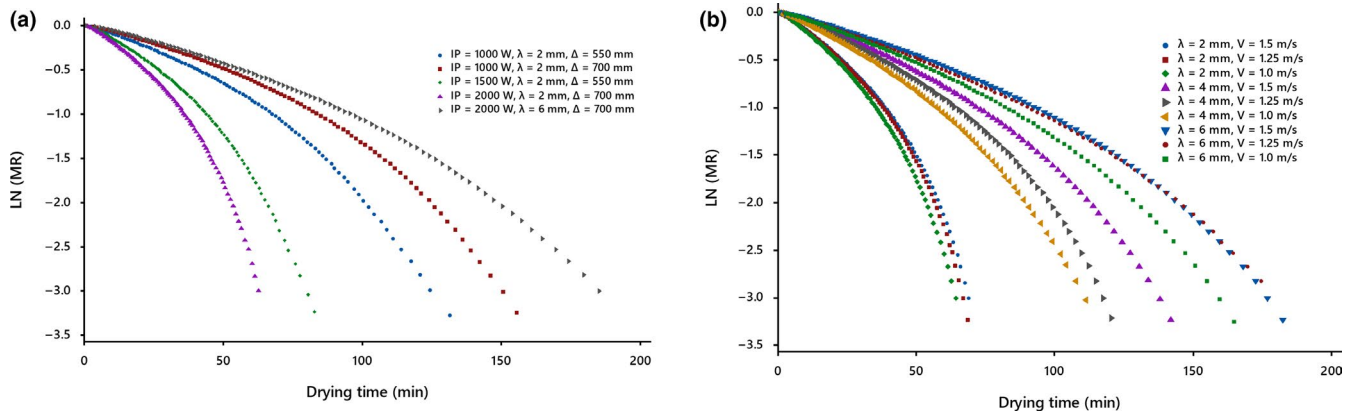 (a)
0.0
−0.5
−1.0
−1.5
−2.0
−2.5
−3.0
−3.5
LN (MR)
0 50 100 150 200
Drying time (min)
IP = 1000 W, λ = 2 mm, Δ = 550 mm
IP = 1000 W, λ = 2 mm, Δ = 700 mm
IP = 1500 W, λ = 2 mm, Δ = 550 mm
IP = 2000 W, λ = 2 mm, Δ = 700 mm
IP = 2000 W, λ = 6 mm, Δ = 700 mm
(b)
0.0
−0.5
−1.0
−1.5
−2.0
−2.5
−3.0
−3.5
LN (MR)
0 50 100 150 200
Drying time (min)
λ = 2 mm, V = 1.5 m/s
λ = 2 mm, V = 1.25 m/s
λ = 2 mm, V = 1.0 m/s
λ = 4 mm, V = 1.5 m/s
λ = 4 mm, V = 1.25 m/s
λ = 4 mm, V = 1.0 m/s
λ = 6 mm, V = 1.5 m/s
λ = 6 mm, V = 1.25 m/s
λ = 6 mm, V = 1.0 m/s